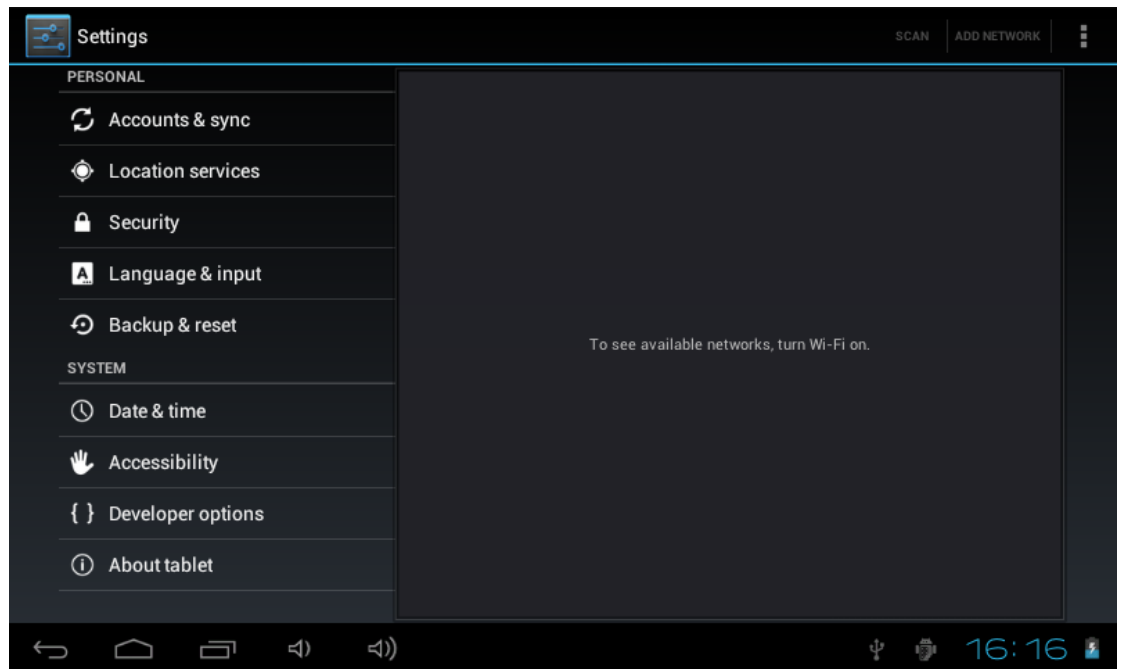 Settings
SCAN
ADD NETWORK
PERSONAL
Accounts & sync
Location services
Security
Language & input
Backup & reset
SYSTEM
Date & time
Accessibility
{ } Developer options
About tablet
To see available networks, turn Wi-Fi on.
16:16